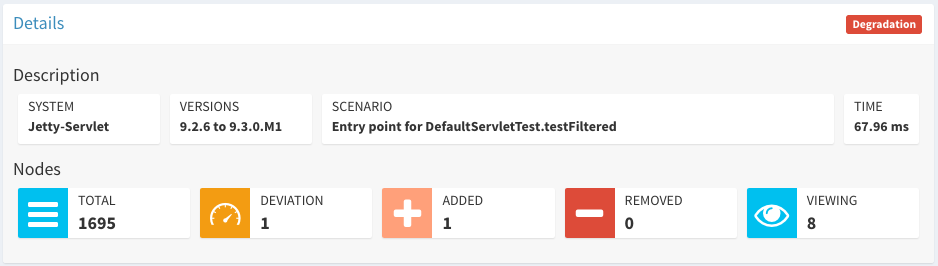 Details
Degradation
Description
SYSTEM
Jetty-Servlet
VERSIONS
9.2.6 to 9.3.0.M1
SCENARIO
Entry point for DefaultServletTest.testFiltered
TIME
67.96 ms
Nodes
TOTAL
1695
DEVIATION
1
ADDED
1
REMOVED
0
VIEWING
8